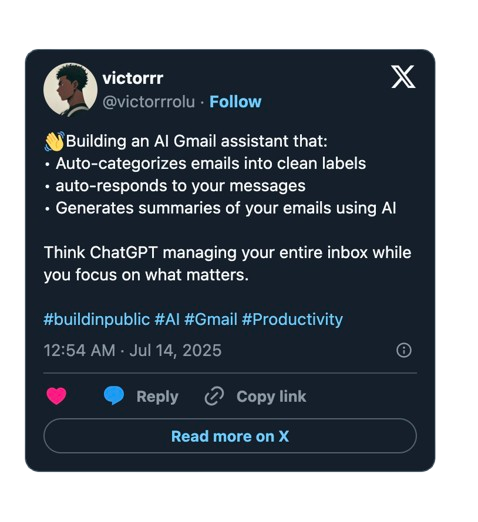 victorrr
@victorrrolu · Follow
👋Building an AI Gmail assistant that:
• Auto-categorizes emails into clean labels
• auto-responds to your messages
• Generates summaries of your emails using AI
Think ChatGPT managing your entire inbox while
you focus on what matters.
#buildinpublic #AI #Gmail #Productivity
12:54 AM · Jul 14, 2025
Reply Copy link
Read more on X